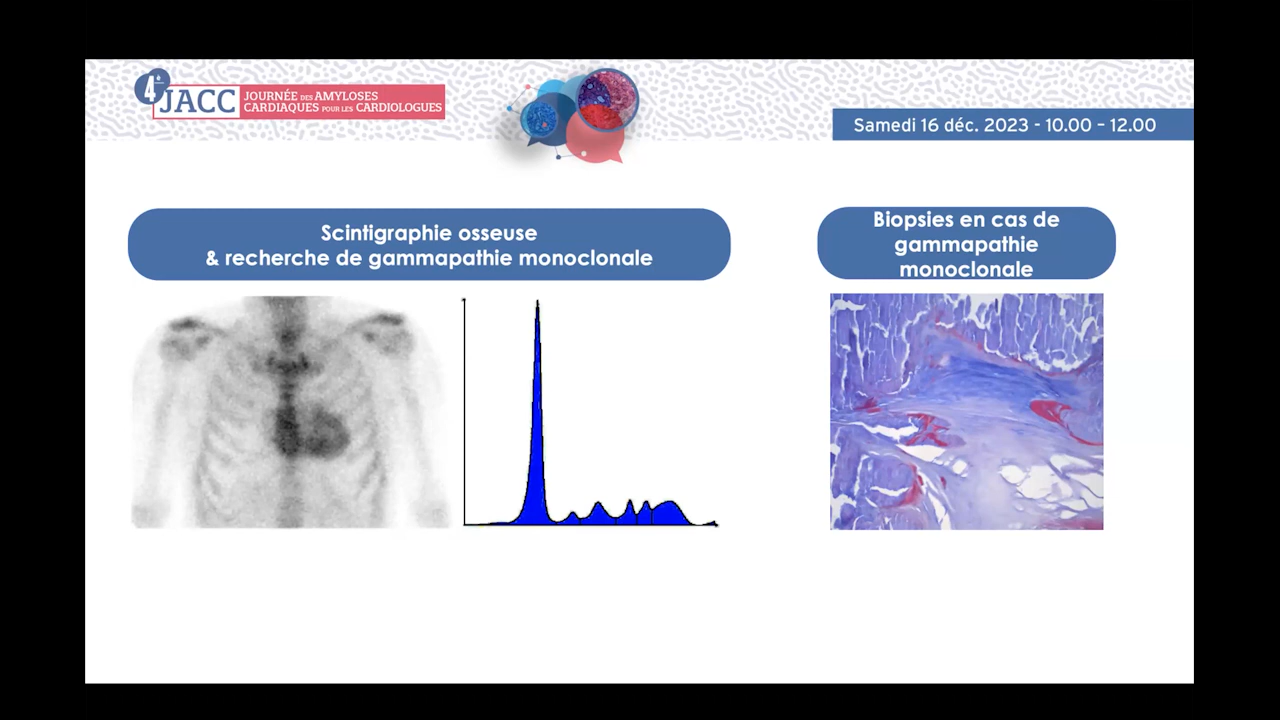 4
JACC
JOURNÉE DES AMYLOSES
CARDIAQUES POUR LES CARDIOLOGUES
Samedi 16 déc. 2023 - 10.00 – 12.00
Scintigraphie osseuse
& recherche de gammapathie monoclonale
Biopsies en cas de
gammapathie
monoclonale